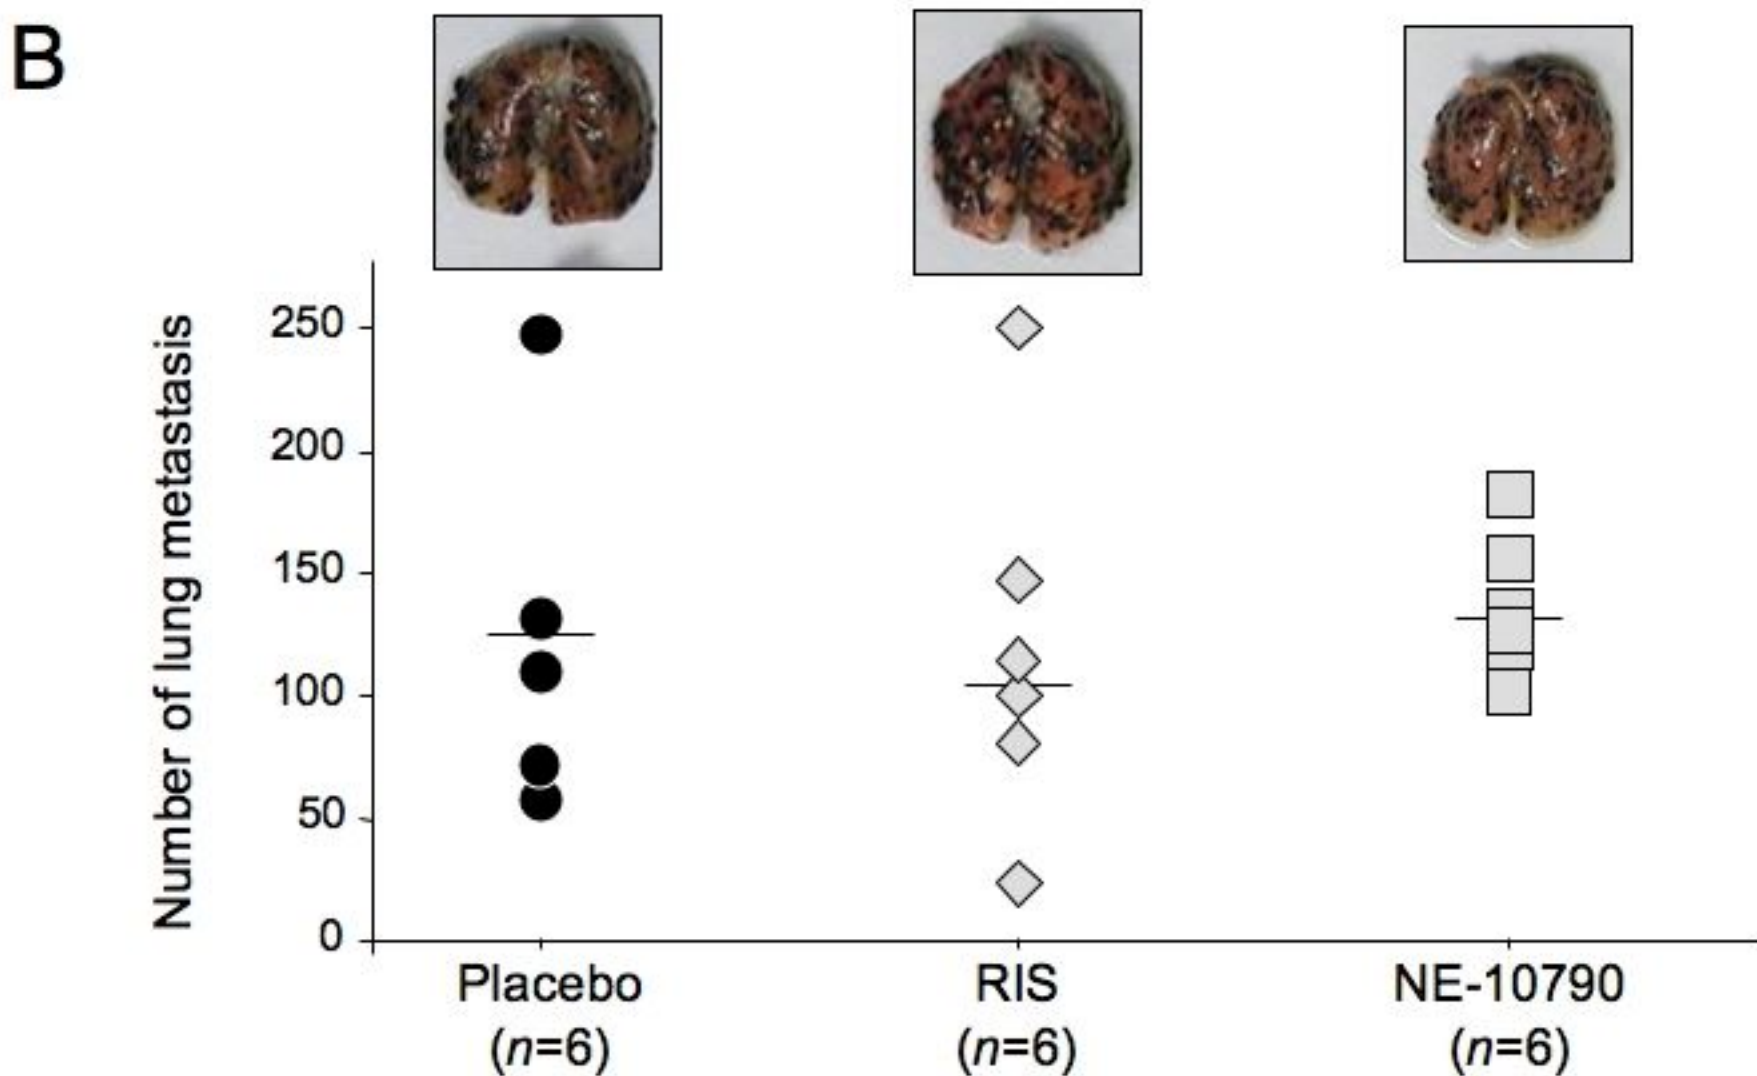 B
Number of lung metastasis
250
200
150
100
50
0
Placebo
(n=6)
RIS
(n=6)
NE-10790
(n=6)